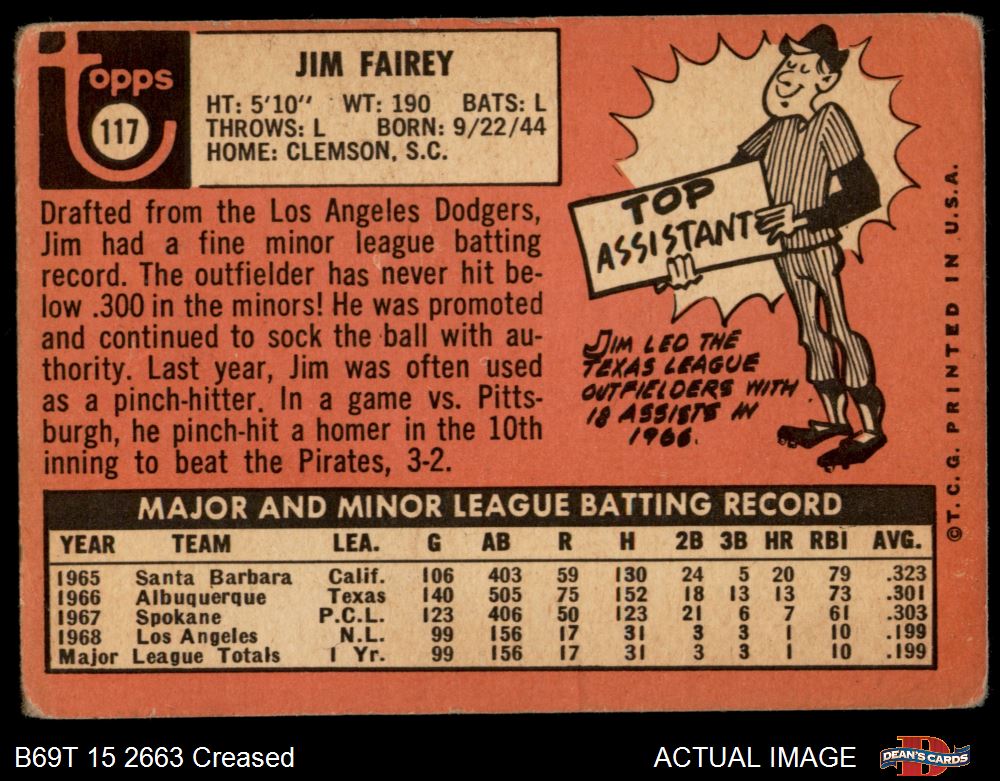 topps
117
JIM FAIREY
HT: 5'10" WT: 190 BATS: L
THROWS: L BORN: 9/22/44
HOME: CLEMSON, S.C.
Drafted from the Los Angeles Dodgers,
Jim had a fine minor league batting
record. The outfielder has never hit be-
low .300 in the minors! He was promoted
and continued to sock the ball with au-
thority. Last year, Jim was often used
as a pinch-hitter. In a game vs. Pitts-
burgh, he pinch-hit a homer in the 10th
inning to beat the Pirates, 3-2.
TOP
ASSISTANT
JIM LED THE
TEXAS LEAGUE
OUTFIELDERS WITH
18 ASSISTS IN
1966.
©T.C.G. PRINTED IN U.S.A.
MAJOR AND MINOR LEAGUE BATTING RECORD
YEAR TEAM LEA. G AB R H 2B 3B HR RBI AVG.
1965 Santa Barbara Calif. 106 403 59 130 24 5 20 79 .323
1966 Albuquerque Texas 140 505 75 152 18 13 13 73 .301
1967 Spokane P.C.L. 123 406 50 123 21 6 7 61 .303
1968 Los Angeles N.L. 99 156 17 31 3 3 1 10 .199
Major League Totals 1 Yr. 99 156 17 31 3 3 1 10 .199
B69T 15 2663 Creased
ACTUAL IMAGE
D
DEAN'S CARDS